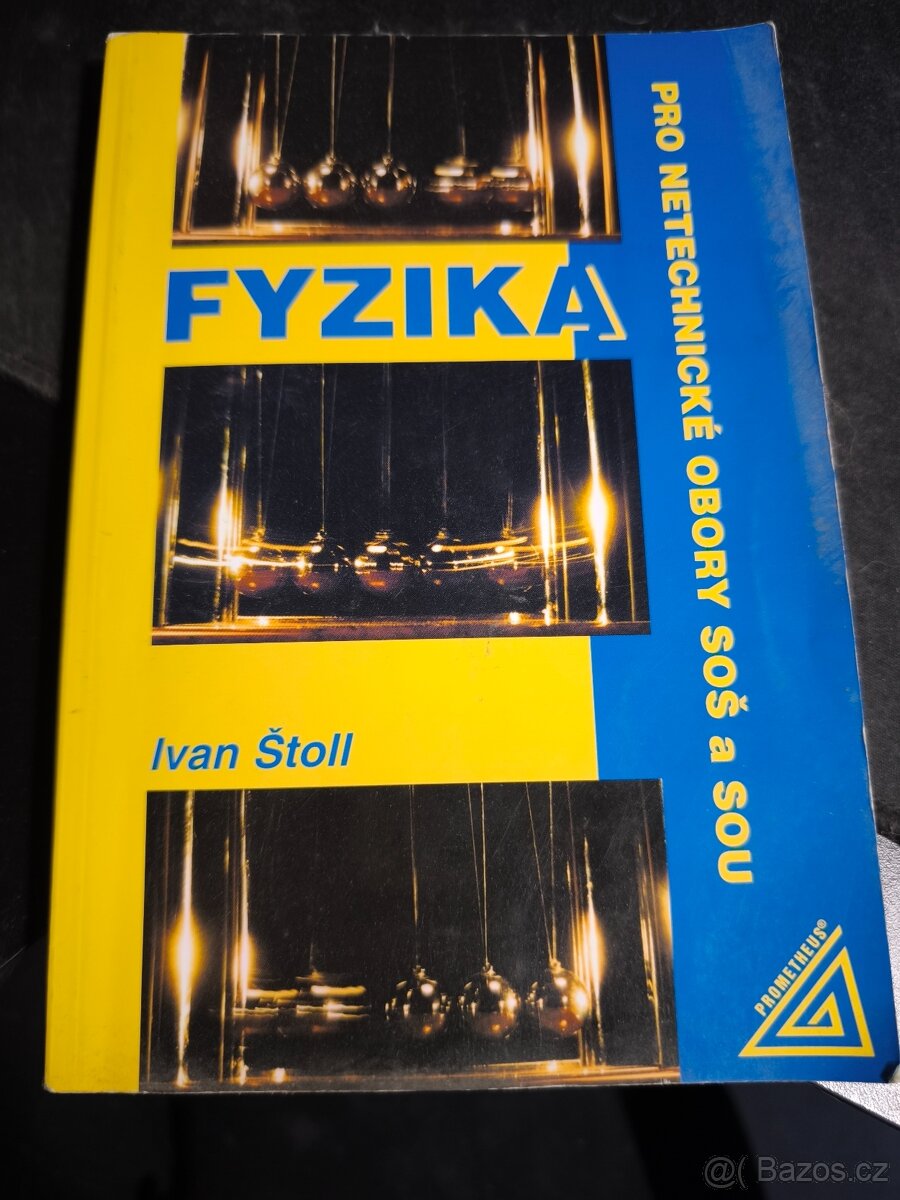 FYZIKA
PRO NETECHNICKÉ OBORY SOŠ a SOU
Ivan Štoll
PROMETHEUS®
@( Bazos.cz